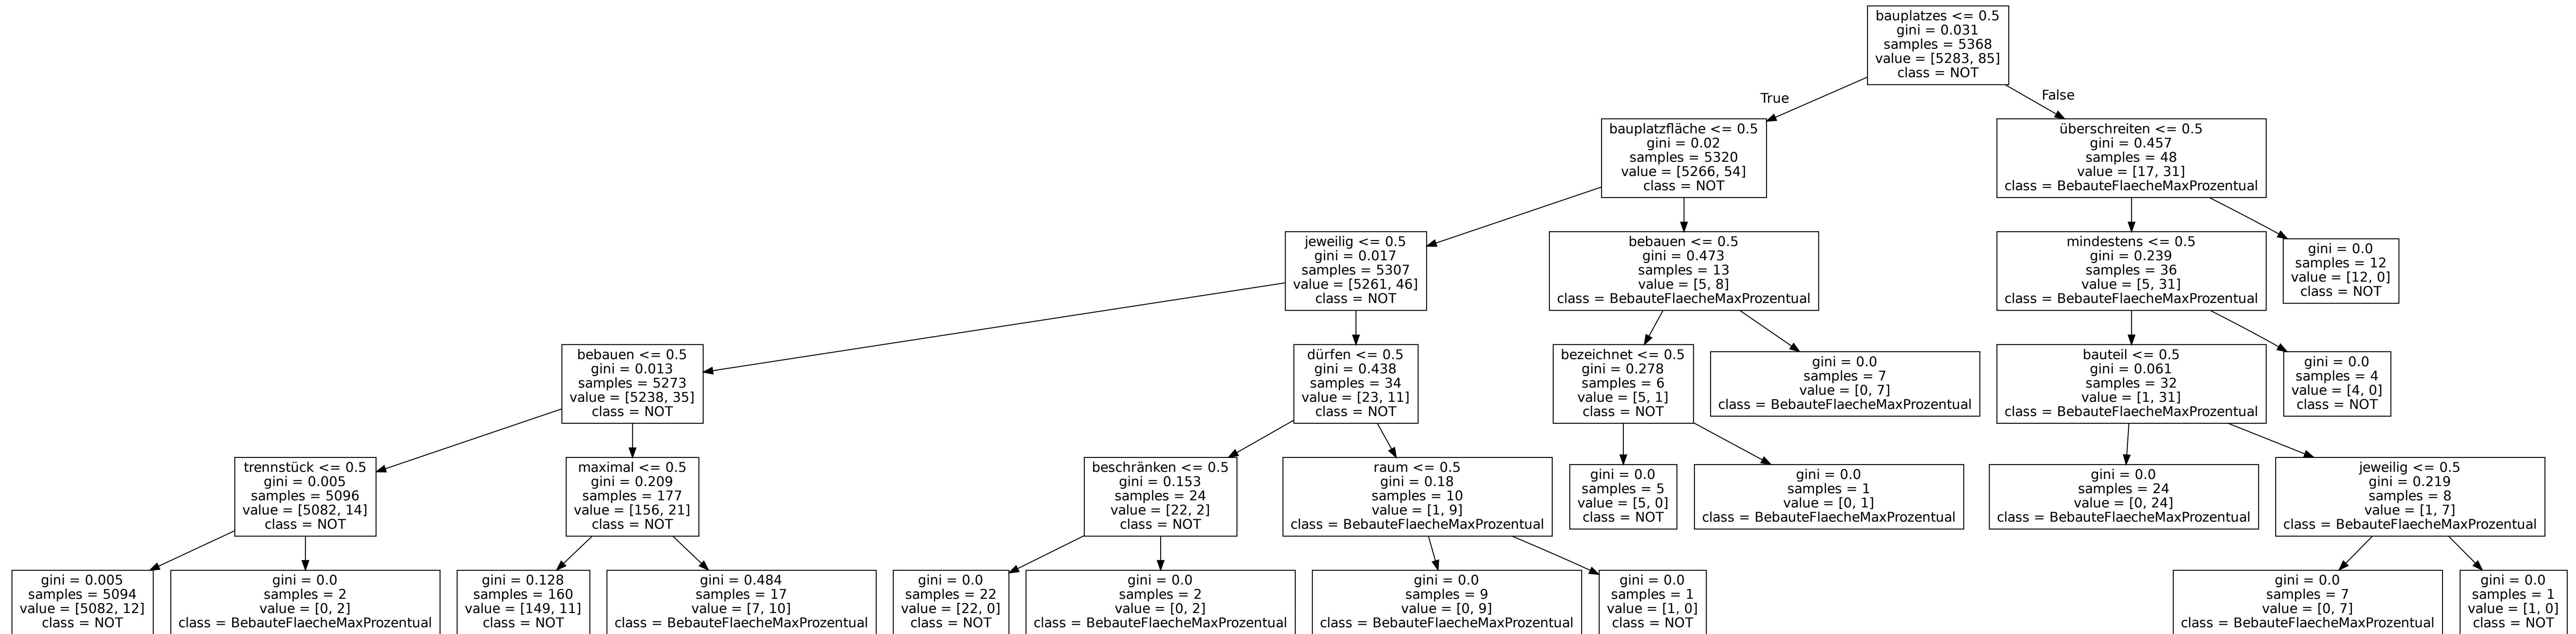 bauplatzes <= 0.5
gini = 0.031
samples = 5368
value = [5283, 85]
class = NOT
True
False
bauplatzfläche <= 0.5
gini = 0.02
samples = 5320
value = [5266, 54]
class = NOT
überschreiten <= 0.5
gini = 0.457
samples = 48
value = [17, 31]
class = BebauteFlaecheMaxProzentual
jeweilig <= 0.5
gini = 0.017
samples = 5307
value = [5261, 46]
class = NOT
bebauen <= 0.5
gini = 0.473
samples = 13
value = [5, 8]
class = BebauteFlaecheMaxProzentual
mindestens <= 0.5
gini = 0.239
samples = 36
value = [5, 31]
class = BebauteFlaecheMaxProzentual
gini = 0.0
samples = 12
value = [12, 0]
class = NOT
bebauen <= 0.5
gini = 0.013
samples = 5273
value = [5238, 35]
class = NOT
dürfen <= 0.5
gini = 0.438
samples = 34
value = [23, 11]
class = NOT
bezeichnet <= 0.5
gini = 0.278
samples = 6
value = [5, 1]
class = NOT
gini = 0.0
samples = 7
value = [0, 7]
class = BebauteFlaecheMaxProzentual
bauteil <= 0.5
gini = 0.061
samples = 32
value = [1, 31]
class = BebauteFlaecheMaxProzentual
gini = 0.0
samples = 4
value = [4, 0]
class = NOT
trennstück <= 0.5
gini = 0.005
samples = 5096
value = [5082, 14]
class = NOT
maximal <= 0.5
gini = 0.209
samples = 177
value = [156, 21]
class = NOT
beschränken <= 0.5
gini = 0.153
samples = 24
value = [22, 2]
class = NOT
raum <= 0.5
gini = 0.18
samples = 10
value = [1, 9]
class = BebauteFlaecheMaxProzentual
gini = 0.0
samples = 5
value = [5, 0]
class = NOT
gini = 0.0
samples = 1
value = [0, 1]
class = BebauteFlaecheMaxProzentual
gini = 0.0
samples = 24
value = [0, 24]
class = BebauteFlaecheMaxProzentual
jeweilig <= 0.5
gini = 0.219
samples = 8
value = [1, 7]
class = BebauteFlaecheMaxProzentual
gini = 0.005
samples = 5094
value = [5082, 12]
class = NOT
gini = 0.0
samples = 2
value = [0, 2]
class = BebauteFlaecheMaxProzentual
gini = 0.128
samples = 160
value = [149, 11]
class = NOT
gini = 0.484
samples = 17
value = [7, 10]
class = BebauteFlaecheMaxProzentual
gini = 0.0
samples = 22
value = [22, 0]
class = NOT
gini = 0.0
samples = 2
value = [0, 2]
class = BebauteFlaecheMaxProzentual
gini = 0.0
samples = 9
value = [0, 9]
class = BebauteFlaecheMaxProzentual
gini = 0.0
samples = 1
value = [1, 0]
class = NOT
gini = 0.0
samples = 7
value = [0, 7]
class = BebauteFlaecheMaxProzentual
gini = 0.0
samples = 1
value = [1, 0]
class = NOT